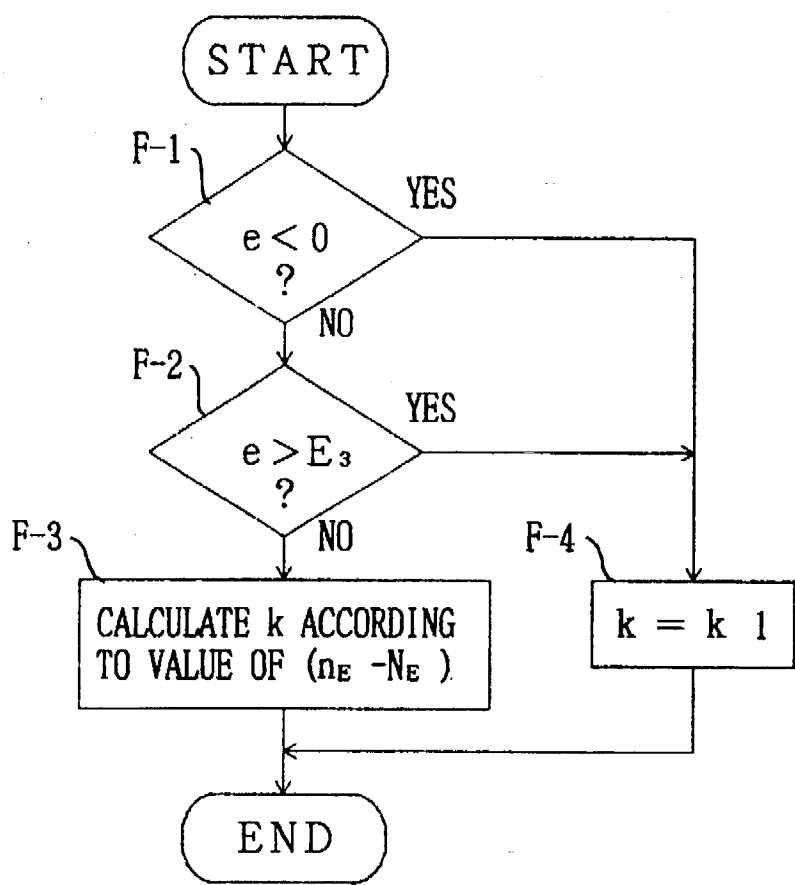 START
F-1
YES
e < 0
?
NO
F-2
YES
e > E₃
?
NO
F-3
CALCULATE k ACCORDING
TO VALUE OF (nE -NE )
F-4
k = k 1
END